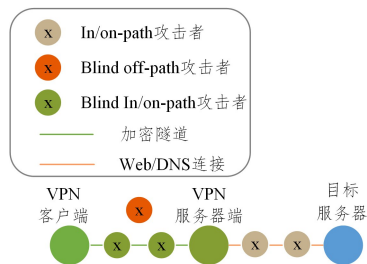 x In/on-path攻击者
x Blind off-path攻击者
x Blind In/on-path攻击者
加密隧道
Web/DNS连接
VPN
客户端
x
VPN
服务器端
目标
服务器
x x x x